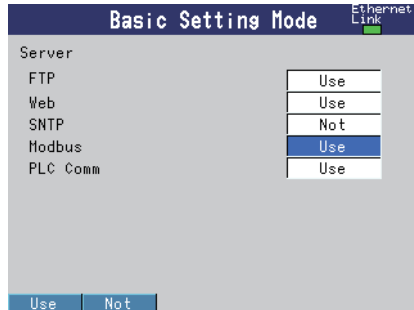 Basic Setting Mode
Ethernet
Link
Server
FTP Use
Web Use
SNTP Not
Modbus Use
PLC Comm Use
Use Not